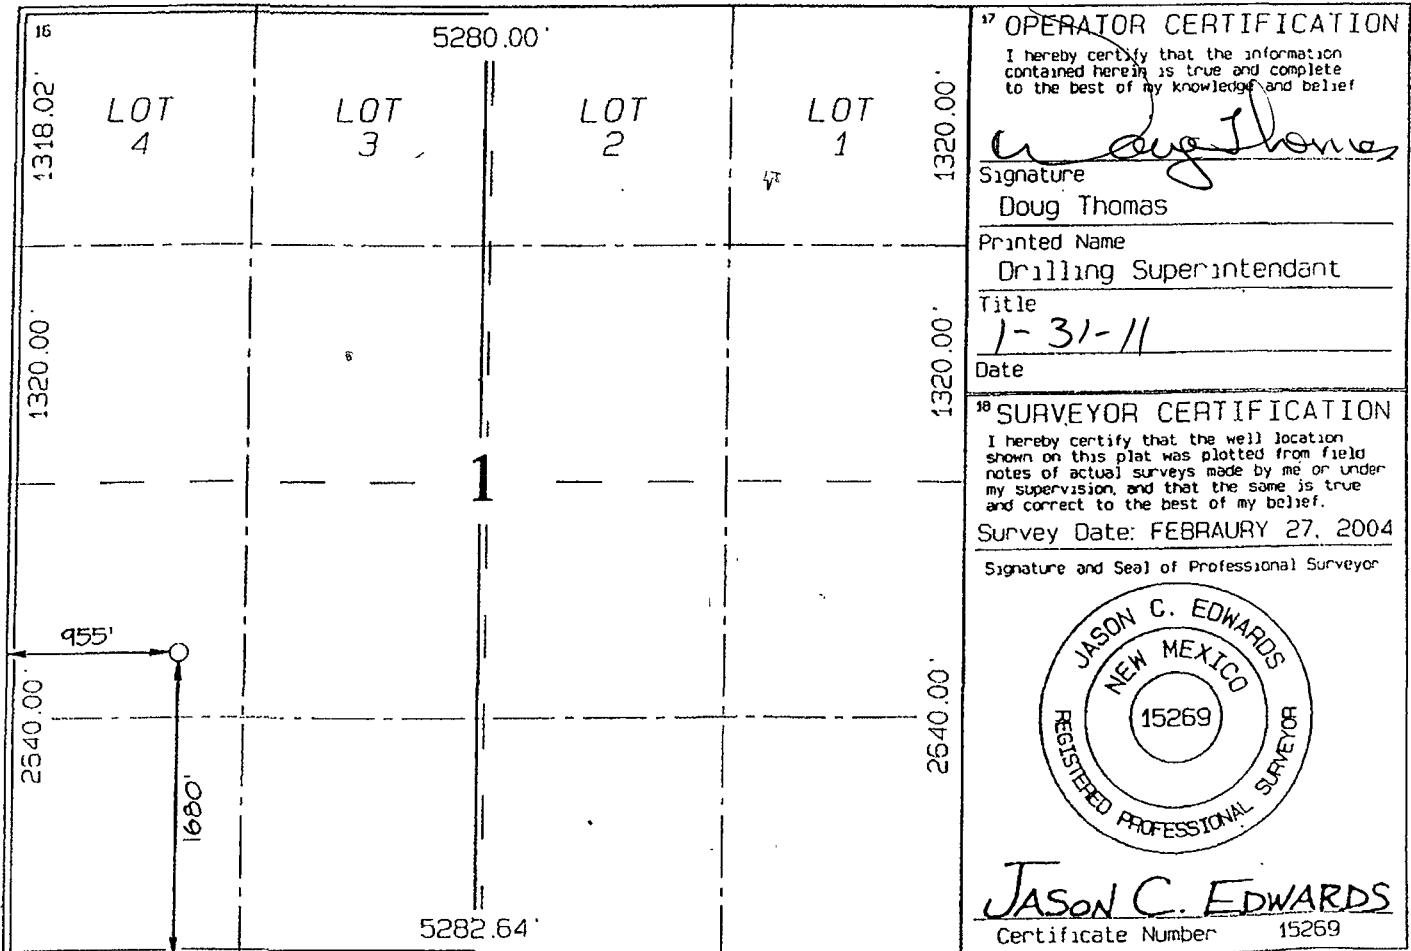 16
5280.00'
1318.02'
LOT
4
LOT
3
LOT
2
LOT
1
1320.00'
1320.00'
1320.00'
1
955'
2640.00'
2640.00'
1680'
5282.64'
17 OPERATOR CERTIFICATION
I hereby certify that the information
contained herein is true and complete
to the best of my knowledge and belief
Doug Thomas
Signature
Doug Thomas
Printed Name
Drilling Superintendant
Title
1-31-11
Date
18 SURVEYOR CERTIFICATION
I hereby certify that the well location
shown on this plat was plotted from field
notes of actual surveys made by me or under
my supervision, and that the same is true
and correct to the best of my belief.
Survey Date: FEBRAURY 27, 2004
Signature and Seal of Professional Surveyor
JASON C. EDWARDS
NEW MEXICO
15269
REGISTERED PROFESSIONAL SURVEYOR
JASON C. EDWARDS
Certificate Number 15269